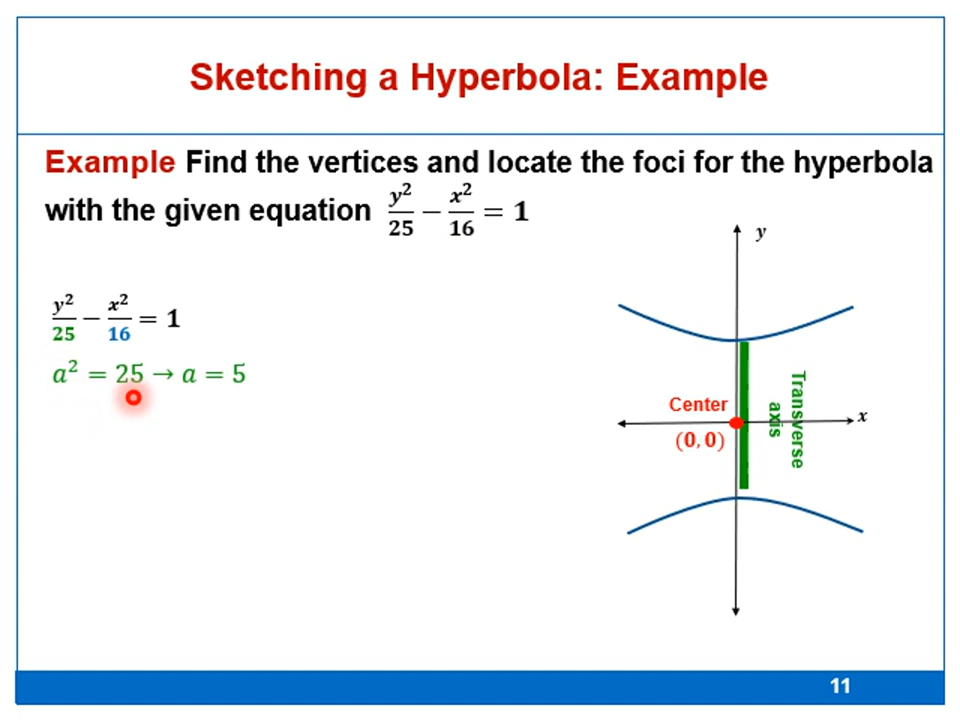 Sketching a Hyperbola: Example
Example Find the vertices and locate the foci for the hyperbola
with the given equation y²/25 − x²/16 = 1
y
y²/25 − x²/16 = 1
a² = 25 → a = 5
Transverse
axis
Center
x
(0, 0)
11